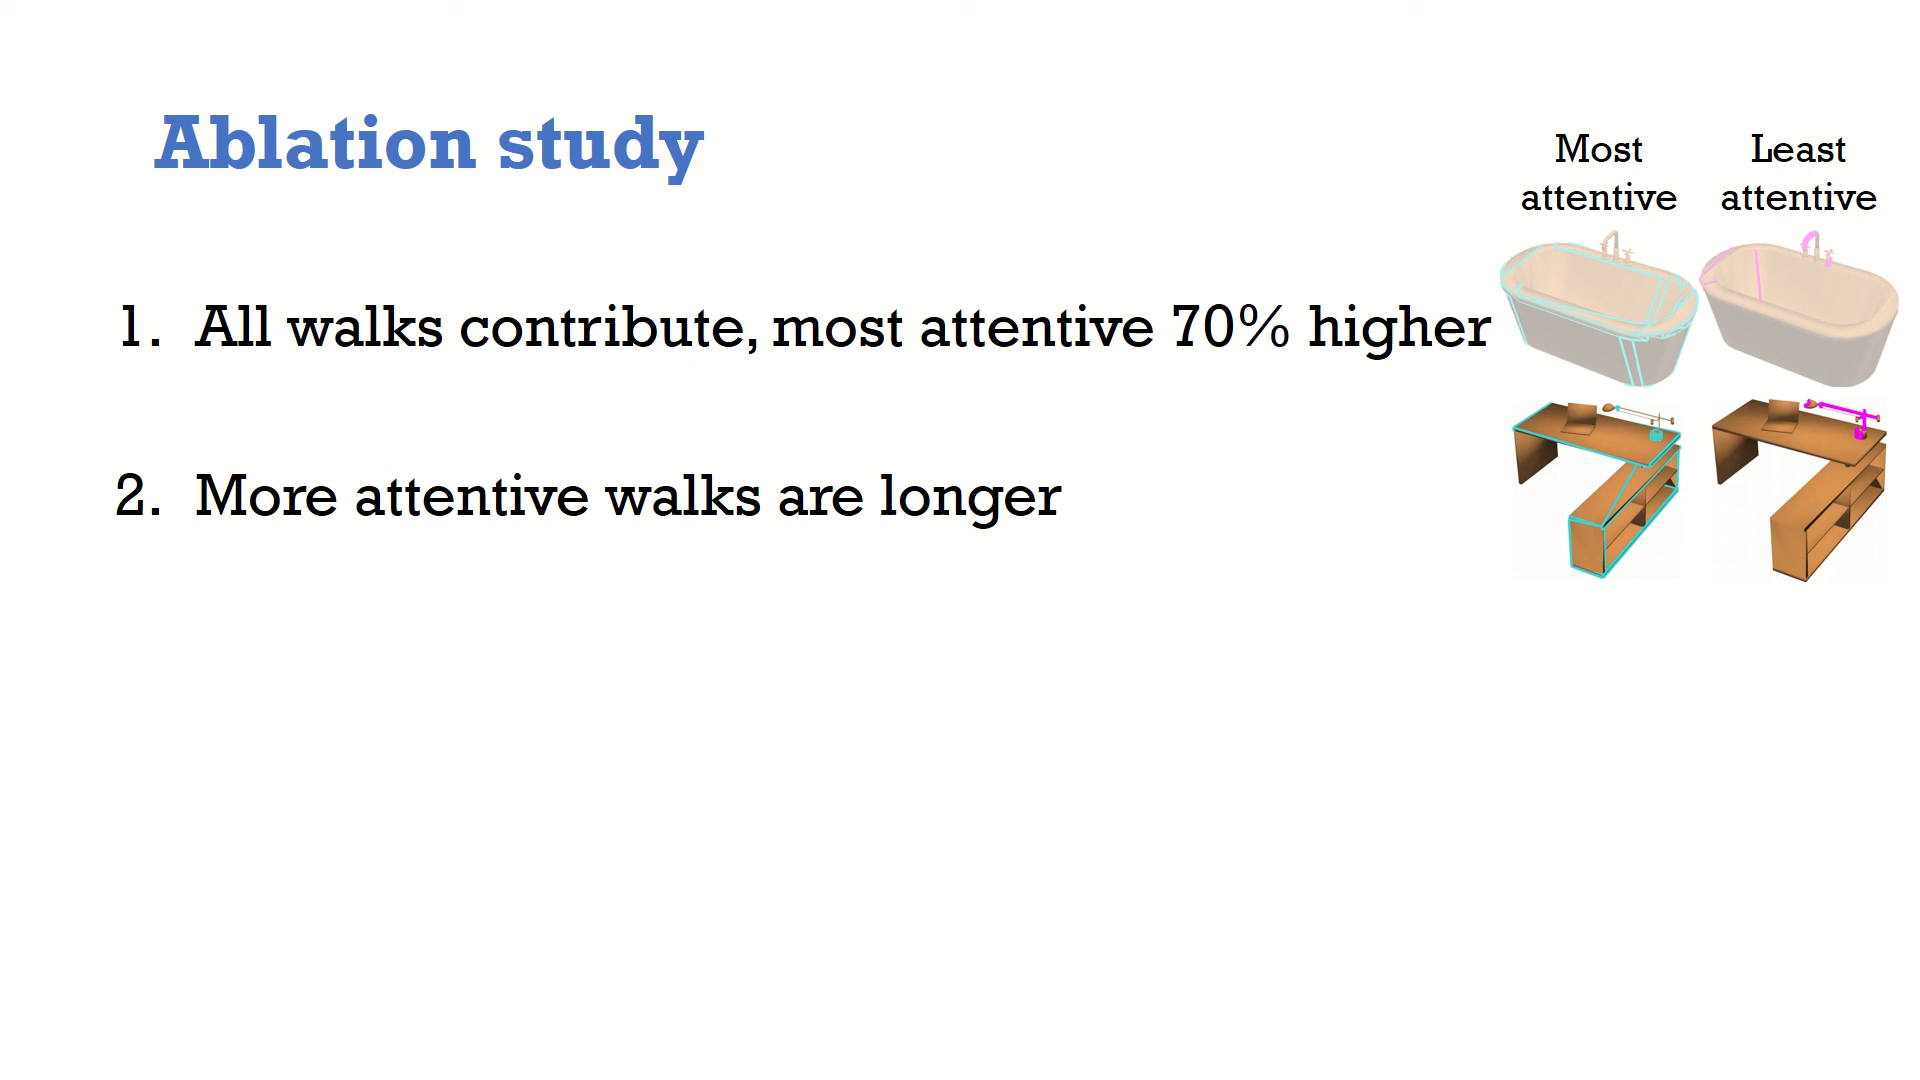 Ablation study
Most
attentive
Least
attentive
1. All walks contribute, most attentive 70% higher
2. More attentive walks are longer